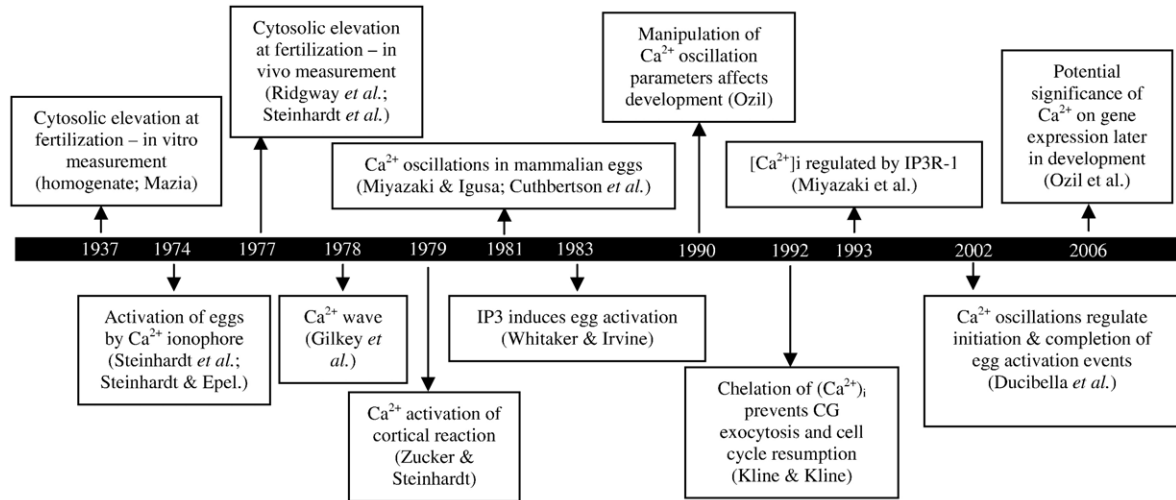 Cytosolic elevation at
fertilization – in vitro
measurement
(homogenate; Mazia)
Cytosolic elevation
at fertilization – in
vivo measurement
(Ridgway et al.;
Steinhardt et al.)
Ca²⁺ oscillations in mammalian eggs
(Miyazaki & Igusa; Cuthbertson et al.)
Manipulation of
Ca²⁺ oscillation
parameters affects
development (Ozil)
[Ca²⁺]i regulated by IP3R-1
(Miyazaki et al.)
Potential
significance of
Ca²⁺ on gene
expression later
in development
(Ozil et al.)
1937 1974 1977 1978 1979 1981 1983 1990 1992 1993 2002 2006
Activation of eggs
by Ca²⁺ ionophore
(Steinhardt et al.;
Steinhardt & Epel.)
Ca²⁺ wave
(Gilkey et
al.)
Ca²⁺ activation of
cortical reaction
(Zucker &
Steinhardt)
IP3 induces egg activation
(Whitaker & Irvine)
Chelation of (Ca²⁺)ᵢ
prevents CG
exocytosis and cell
cycle resumption
(Kline & Kline)
Ca²⁺ oscillations regulate
initiation & completion of
egg activation events
(Ducibella et al.)